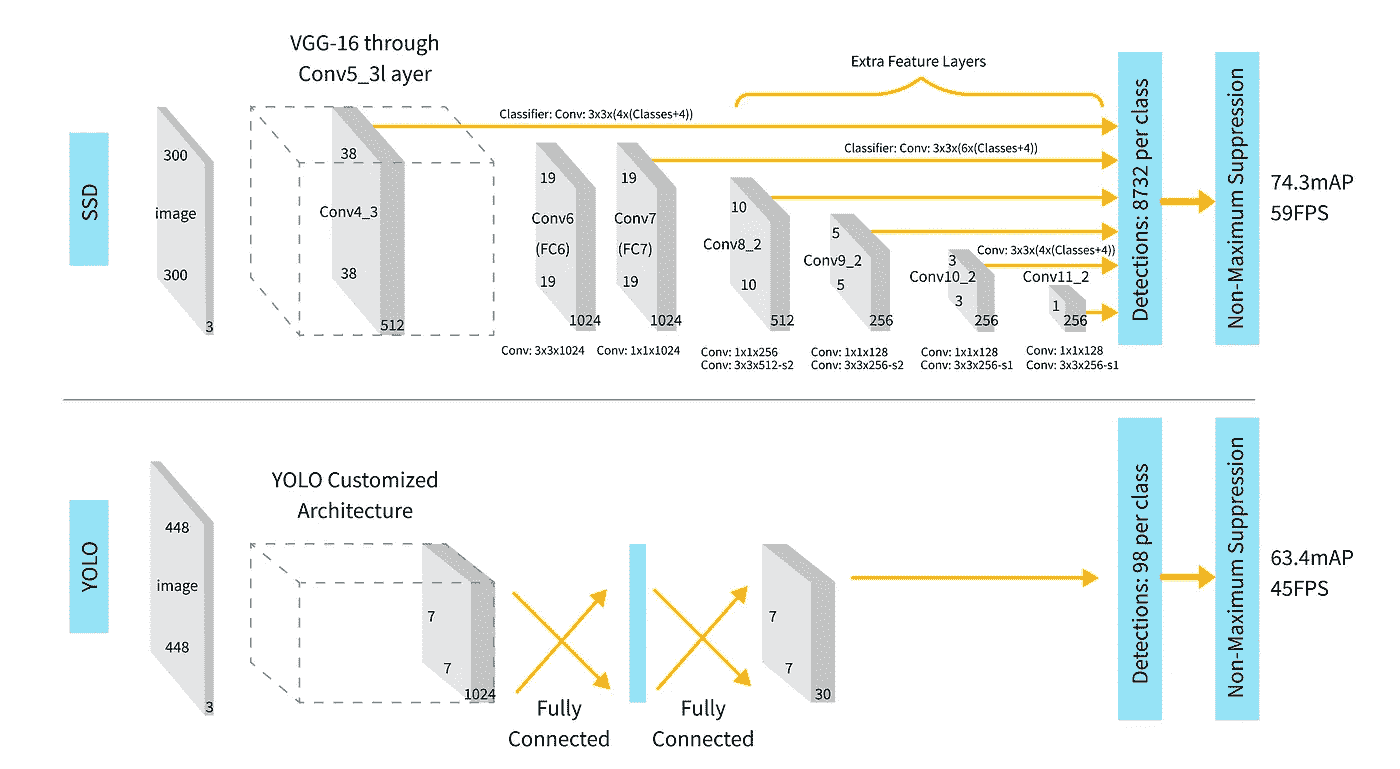 VGG-16 through
Conv5_3l ayer
Extra Feature Layers
Classifier: Conv: 3x3x(4x(Classes+4))
Classifier: Conv: 3x3x(6x(Classes+4))
Conv: 3x3x(4x(Classes+4))
SSD
300
image
300
3
38
Conv4_3
38
512
19
Conv6
(FC6)
19
1024
Conv: 3x3x1024
19
Conv7
(FC7)
19
1024
Conv: 1x1x1024
10
Conv8_2
10
512
Conv: 1x1x256
Conv: 3x3x512-s2
5
Conv9_2
5
256
Conv: 1x1x128
Conv: 3x3x256-s2
3
Conv10_2
3
256
Conv: 1x1x128
Conv: 3x3x256-s1
Conv11_2
1
256
Conv: 1x1x128
Conv: 3x3x256-s1
Detections: 8732 per class
Non-Maximum Suppression
74.3mAP
59FPS
YOLO
448
image
448
3
YOLO Customized
Architecture
7
7
1024
Fully
Connected
Fully
Connected
7
7
30
Detections: 98 per class
Non-Maximum Suppression
63.4mAP
45FPS